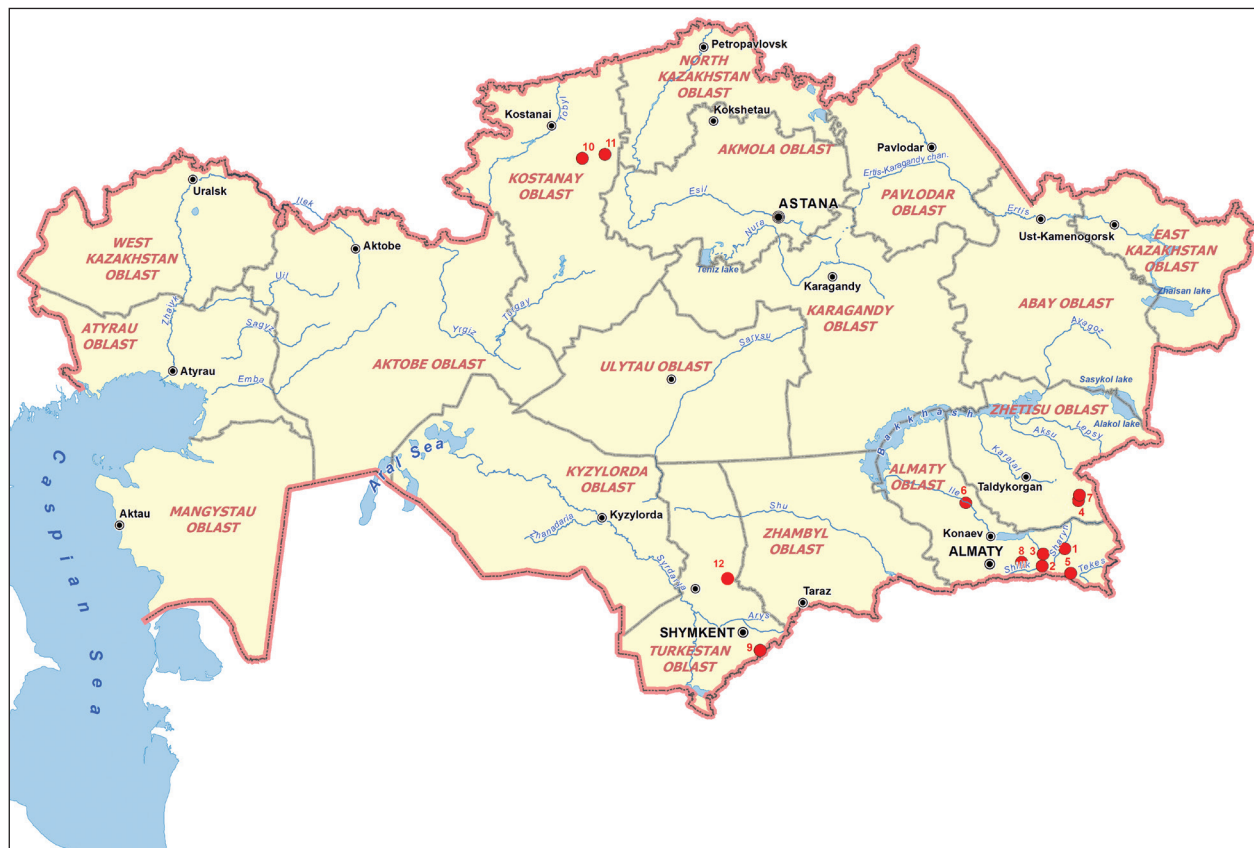 Petropavlovsk
NORTH
KAZAKHSTAN
OBLAST
Kostanai
Tobyl
Kokshetau
10
11
KOSTANAY
OBLAST
AKMOLA OBLAST
Pavlodar
Ertis-Karagandy chan.
PAVLODAR
OBLAST
Uralsk
Ilek
Esil
ASTANA
Nura
Teniz lake
Ertis
Ust-Kamenogorsk
EAST
KAZAKHSTAN
OBLAST
Zhaisan lake
WEST
KAZAKHSTAN
OBLAST
Aktobe
Uil
Karagandy
KARAGANDY
OBLAST
ABAY OBLAST
Ayagoz
ATYRAU
OBLAST
Zhaiyk
Sagyz
Torgay
Yrgiz
AKTOBE OBLAST
ULYTAU OBLAST
Sarysu
Atyrau
Emba
Sasykol lake
ZHETISU OBLAST
Alakol lake
Balkhash
Lepsy
Aksu
Karatal
Aral Sea
Caspian Sea
KYZYLORDA
OBLAST
ALMATY
OBLAST
Taldykorgan
6
Ile
7
4
Aktau
MANGYSTAU
OBLAST
Kyzylorda
Shu
ZHAMBYL
OBLAST
Konaev
ALMATY
8
3
Sharyn
1
Shilik
2
5
Tekes
Syrdariya
12
Taraz
Arys
SHYMKENT
TURKESTAN
OBLAST
9